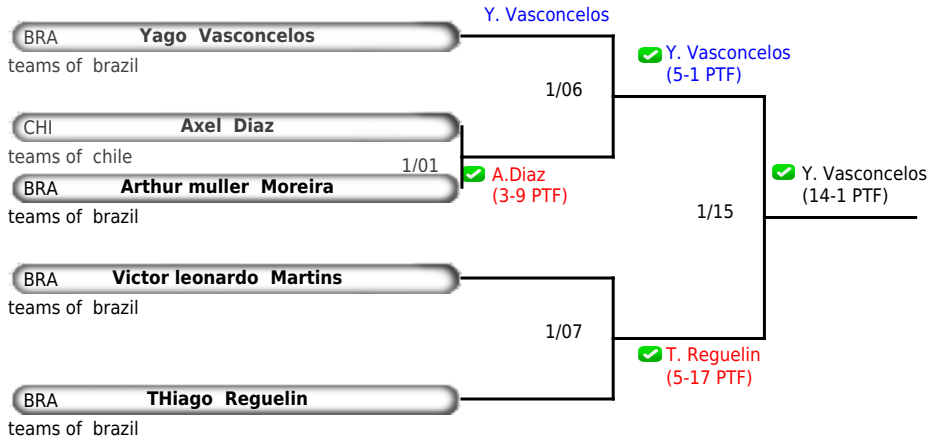 Y. Vasconcelos
BRA Yago Vasconcelos
teams of brazil
Y. Vasconcelos
(5-1 PTF)
1/06
CHI Axel Diaz
teams of chile
1/01
A.Diaz
(3-9 PTF)
BRA Arthur muller Moreira
teams of brazil
Y. Vasconcelos
(14-1 PTF)
1/15
BRA Victor leonardo Martins
teams of brazil
1/07
T. Reguelin
(5-17 PTF)
BRA THiago Reguelin
teams of brazil